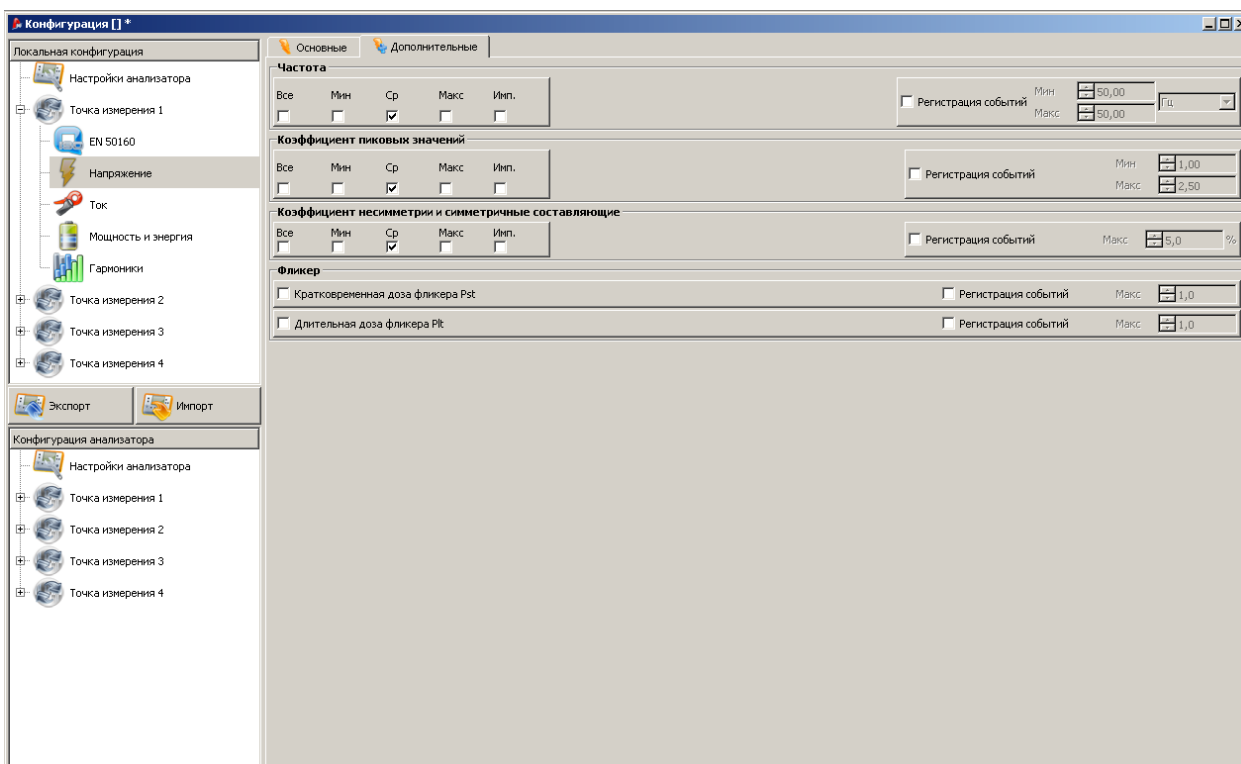 Конфигурация [] *
Локальная конфигурация
Настройки анализатора
Точка измерения 1
EN 50160
Напряжение
Ток
Мощность и энергия
Гармоники
Точка измерения 2
Точка измерения 3
Точка измерения 4
Экспорт Импорт
Конфигурация анализатора
Настройки анализатора
Точка измерения 1
Точка измерения 2
Точка измерения 3
Точка измерения 4
Основные Дополнительные
Частота
Все Мин Ср Макс Имп.
Регистрация событий
Мин 50,00
Макс 50,00
Гц
Коэффициент пиковых значений
Все Мин Ср Макс Имп.
Регистрация событий
Мин 1,00
Макс 2,50
Коэффициент несимметрии и симметричные составляющие
Все Мин Ср Макс Имп.
Регистрация событий Макс 5,0 %
Фликер
Кратковременная доза фликера Pst Регистрация событий Макс 1,0
Длительная доза фликера Plt Регистрация событий Макс 1,0